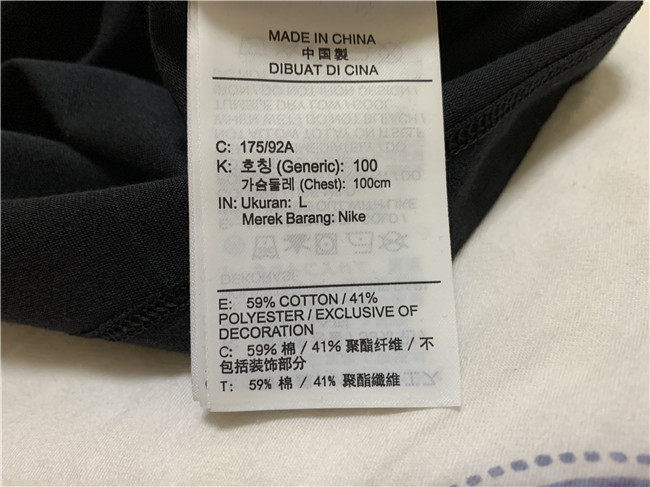 MADE IN CHINA
中国製
DIBUAT DI CINA
C: 175/92A
K: 호칭 (Generic): 100
가슴둘레 (Chest): 100cm
IN: Ukuran: L
Merek Barang: Nike
E: 59% COTTON / 41%
POLYESTER / EXCLUSIVE OF
DECORATION
C: 59% 棉 / 41% 聚酯纤维 / 不
包括装饰部分
T: 59% 棉 / 41% 聚酯纖維